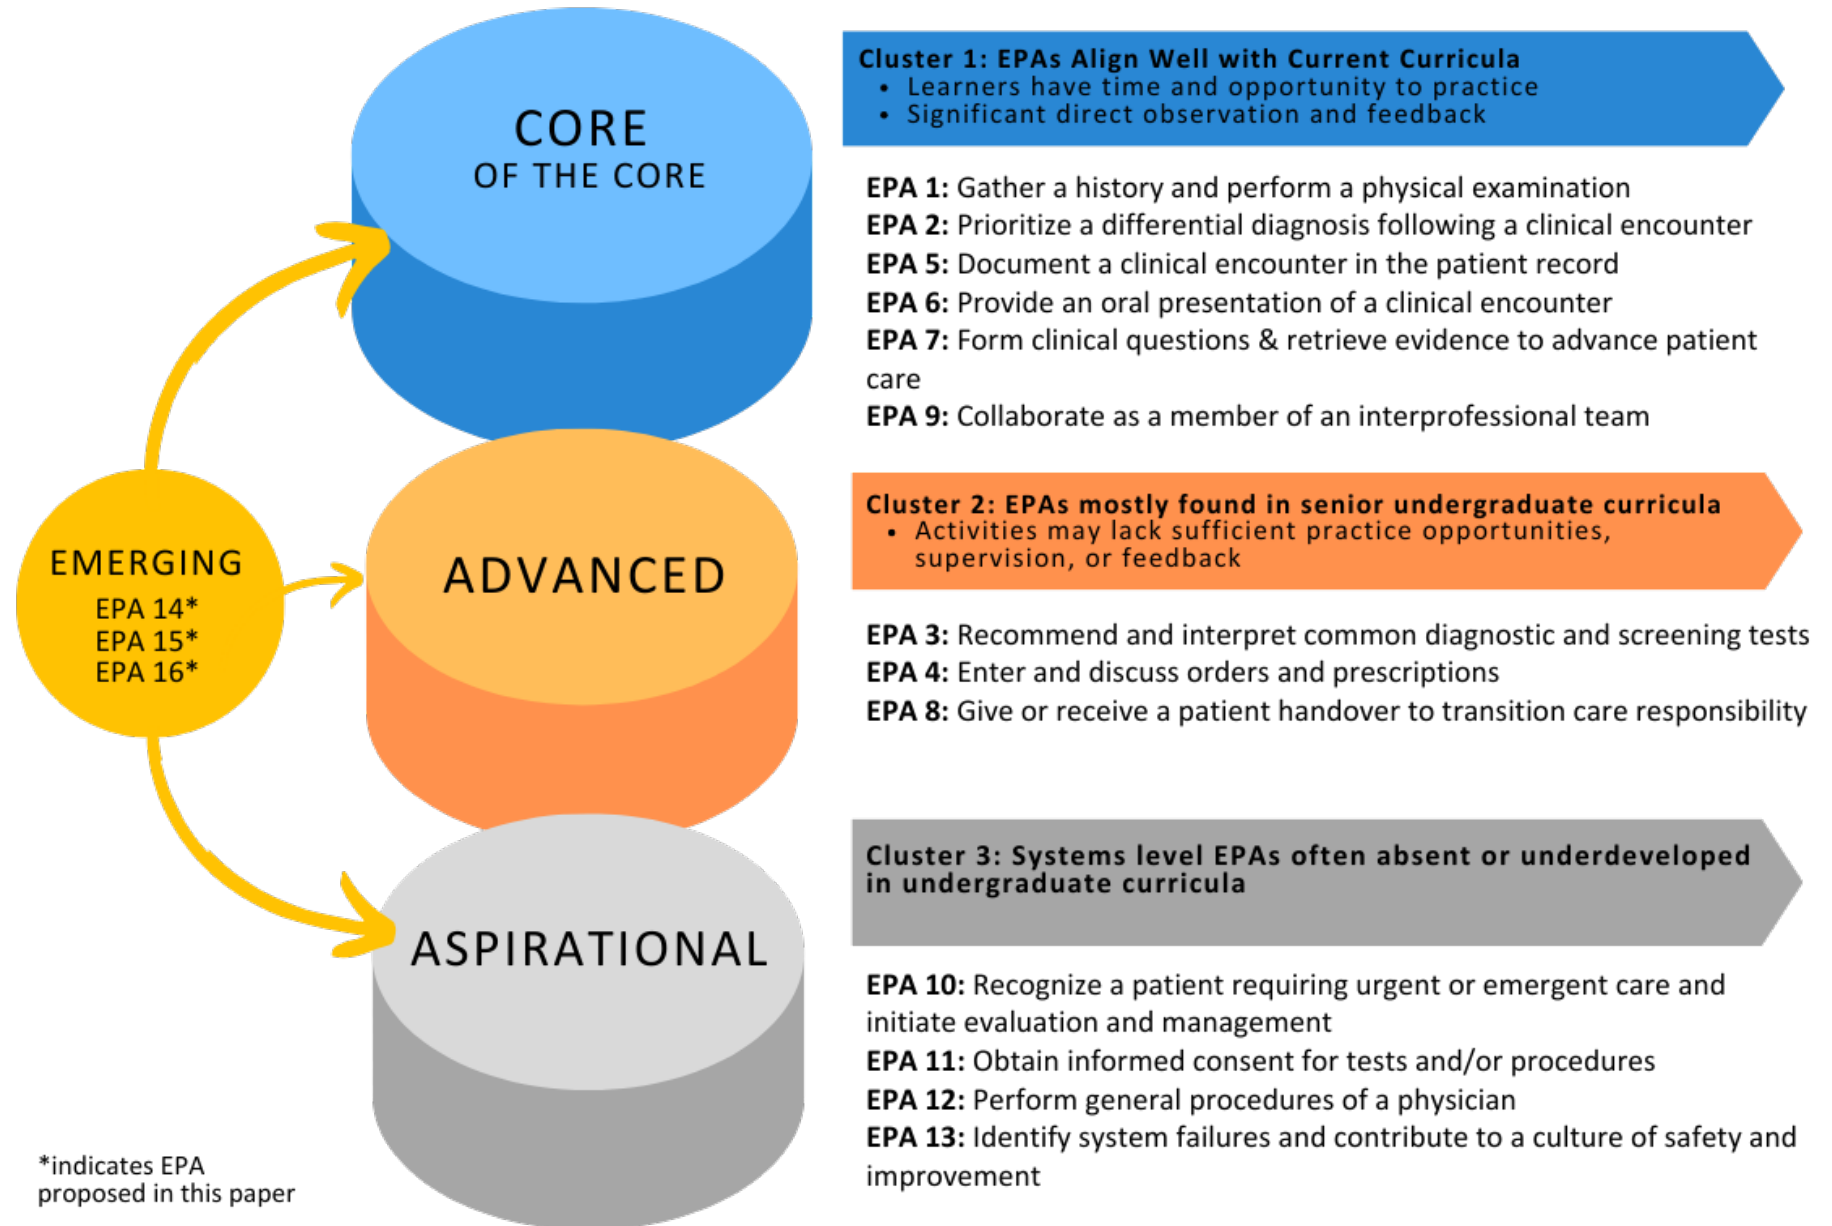 CORE
OF THE CORE
Cluster 1: EPAs Align Well with Current Curricula
• Learners have time and opportunity to practice
• Significant direct observation and feedback
EPA 1: Gather a history and perform a physical examination
EPA 2: Prioritize a differential diagnosis following a clinical encounter
EPA 5: Document a clinical encounter in the patient record
EPA 6: Provide an oral presentation of a clinical encounter
EPA 7: Form clinical questions & retrieve evidence to advance patient
care
EPA 9: Collaborate as a member of an interprofessional team
EMERGING
EPA 14*
EPA 15*
EPA 16*
ADVANCED
Cluster 2: EPAs mostly found in senior undergraduate curricula
• Activities may lack sufficient practice opportunities,
supervision, or feedback
EPA 3: Recommend and interpret common diagnostic and screening tests
EPA 4: Enter and discuss orders and prescriptions
EPA 8: Give or receive a patient handover to transition care responsibility
ASPIRATIONAL
Cluster 3: Systems level EPAs often absent or underdeveloped
in undergraduate curricula
EPA 10: Recognize a patient requiring urgent or emergent care and
initiate evaluation and management
EPA 11: Obtain informed consent for tests and/or procedures
EPA 12: Perform general procedures of a physician
EPA 13: Identify system failures and contribute to a culture of safety and
improvement
*indicates EPA
proposed in this paper